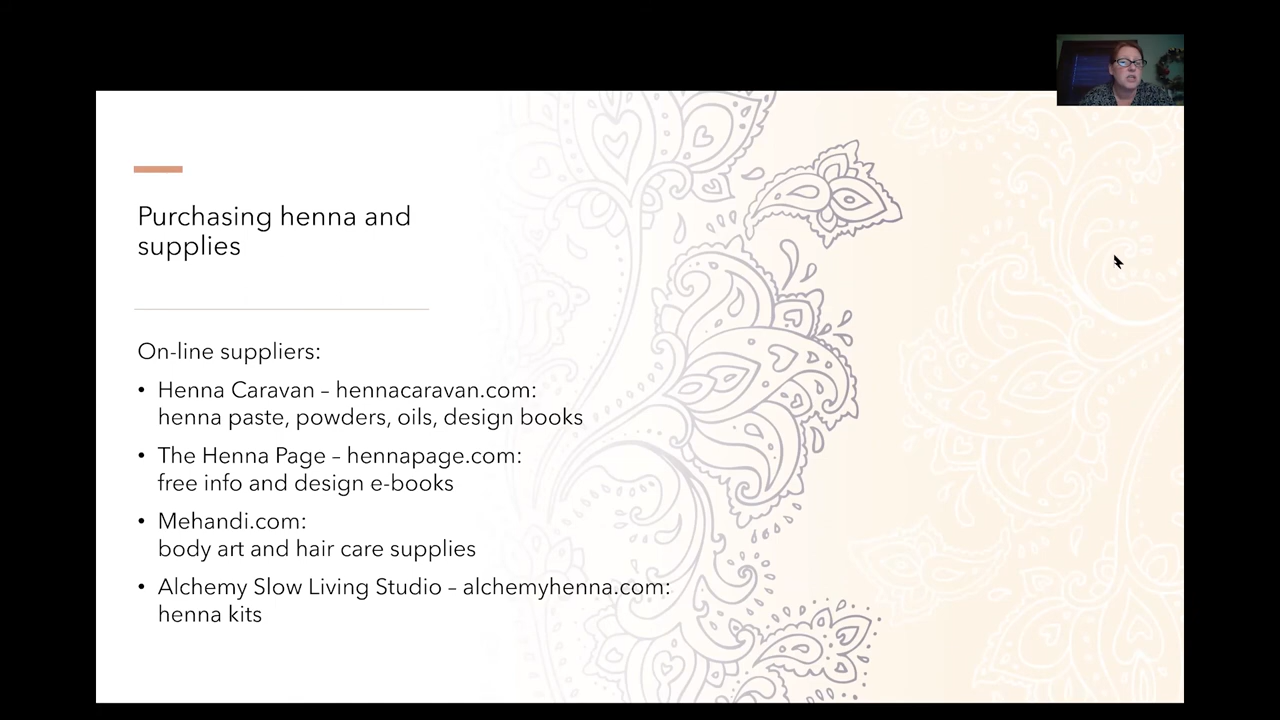 Purchasing henna and
supplies
On-line suppliers:
• Henna Caravan – hennacaravan.com:
henna paste, powders, oils, design books
• The Henna Page – hennapage.com:
free info and design e-books
• Mehandi.com:
body art and hair care supplies
• Alchemy Slow Living Studio – alchemyhenna.com:
henna kits